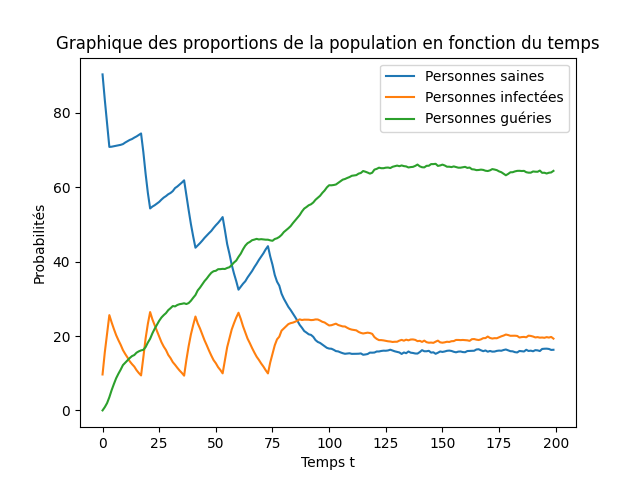 Graphique des proportions de la population en fonction du temps
Personnes saines
Personnes infectées
Personnes guéries
Probabilités
80
60
40
20
0
0 25 50 75 100 125 150 175 200
Temps t